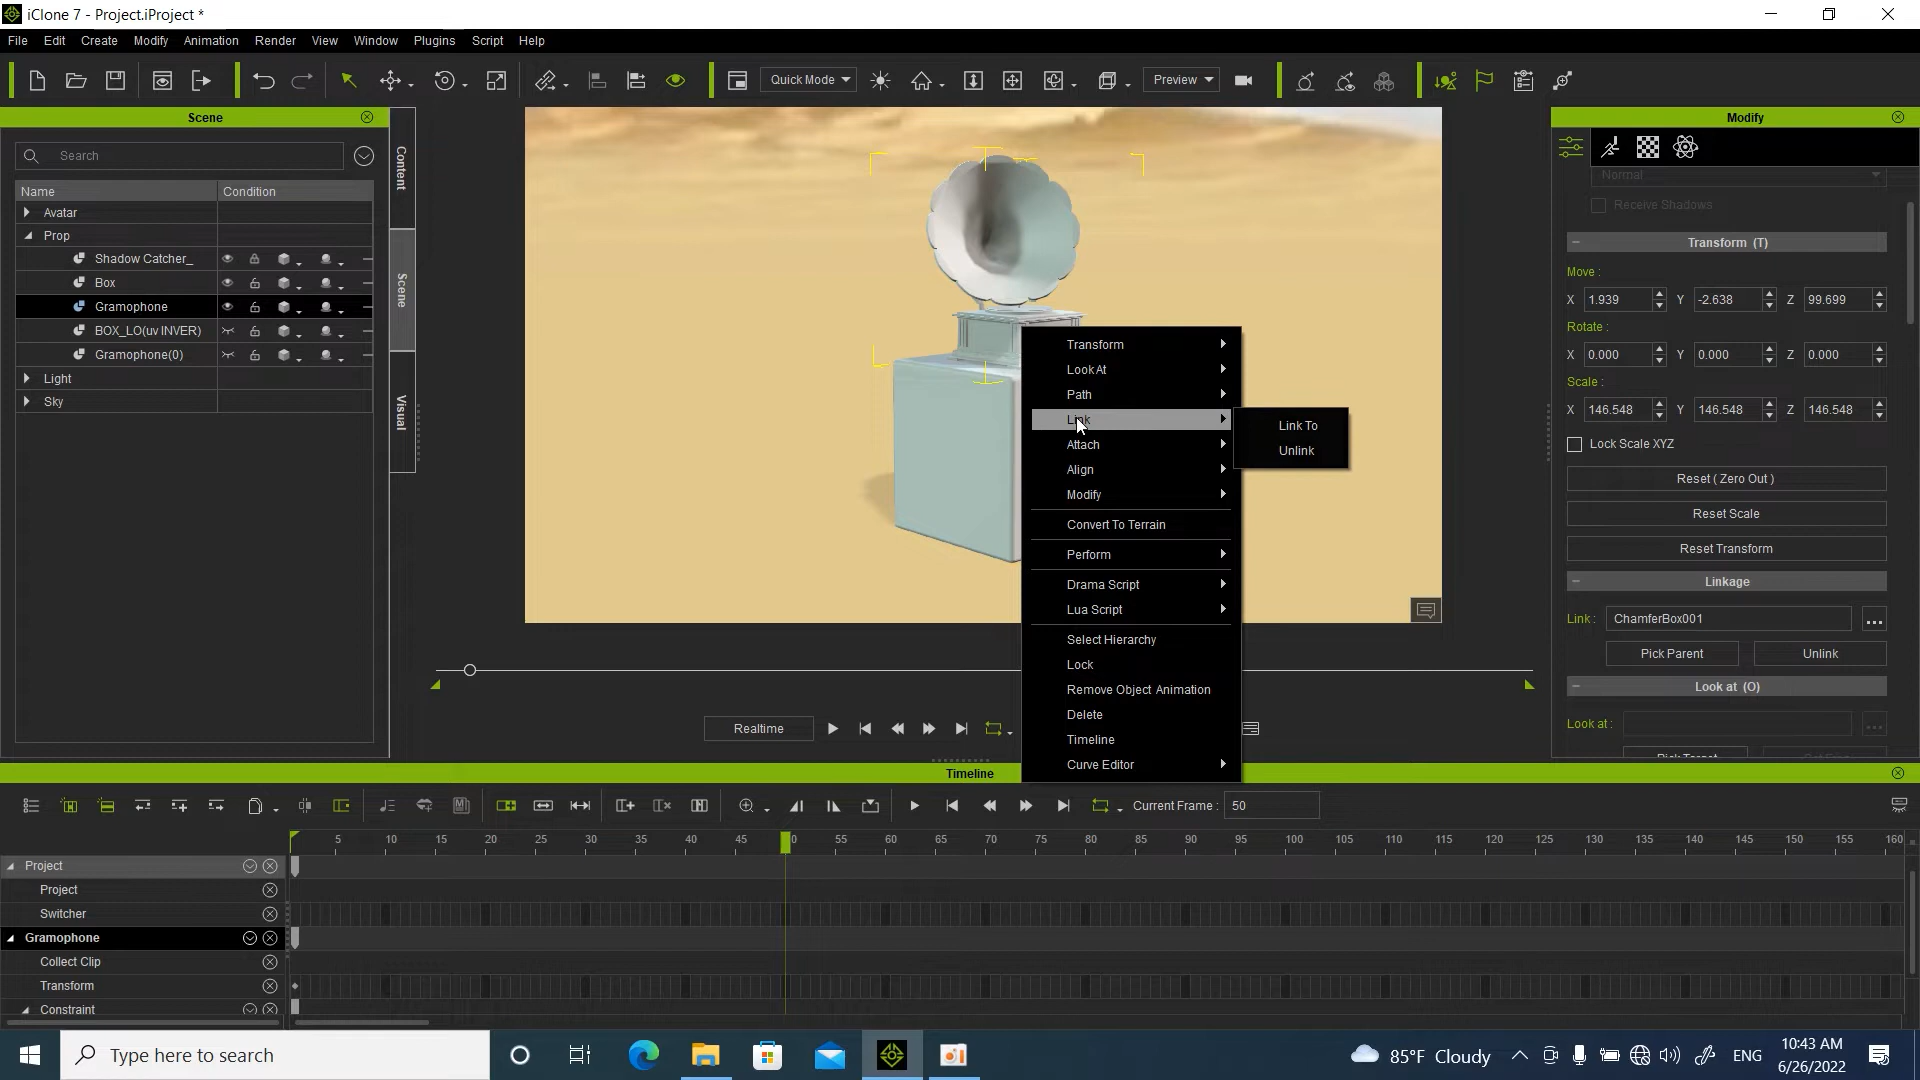 iClone 7 - Project.iProject *
File Edit Create Modify Animation Render View Window Plugins Script Help
Quick Mode Preview
Scene
Search
Name Condition
Avatar
Prop
Shadow Catcher_
Box
Gramophone
BOX_LO(uv INVER)
Gramophone(0)
Light
Sky
Content
Scene
Visual
Transform
Look At
Path
Link
Attach
Align
Modify
Convert To Terrain
Perform
Drama Script
Lua Script
Select Hierarchy
Lock
Remove Object Animation
Delete
Timeline
Curve Editor
Link To
Unlink
Modify
Normal
Receive Shadows
Transform (T)
Move :
X 1.939 Y -2.638 Z 99.699
Rotate :
X 0.000 Y 0.000 Z 0.000
Scale :
X 146.548 Y 146.548 Z 146.548
Lock Scale XYZ
Reset ( Zero Out )
Reset Scale
Reset Transform
Linkage
Link : ChamferBox001 ...
Pick Parent Unlink
Look at (O)
Look at : ...
Realtime
Timeline
Current Frame : 50
5 10 15 20 25 30 35 40 45 0 55 60 65 70 75 80 85 90 95 100 105 110 115 120 125 130 135 140 145 150 155 160
Project
Project
Switcher
Gramophone
Collect Clip
Transform
Constraint
Type here to search
85°F Cloudy
ENG
10:43 AM
6/26/2022